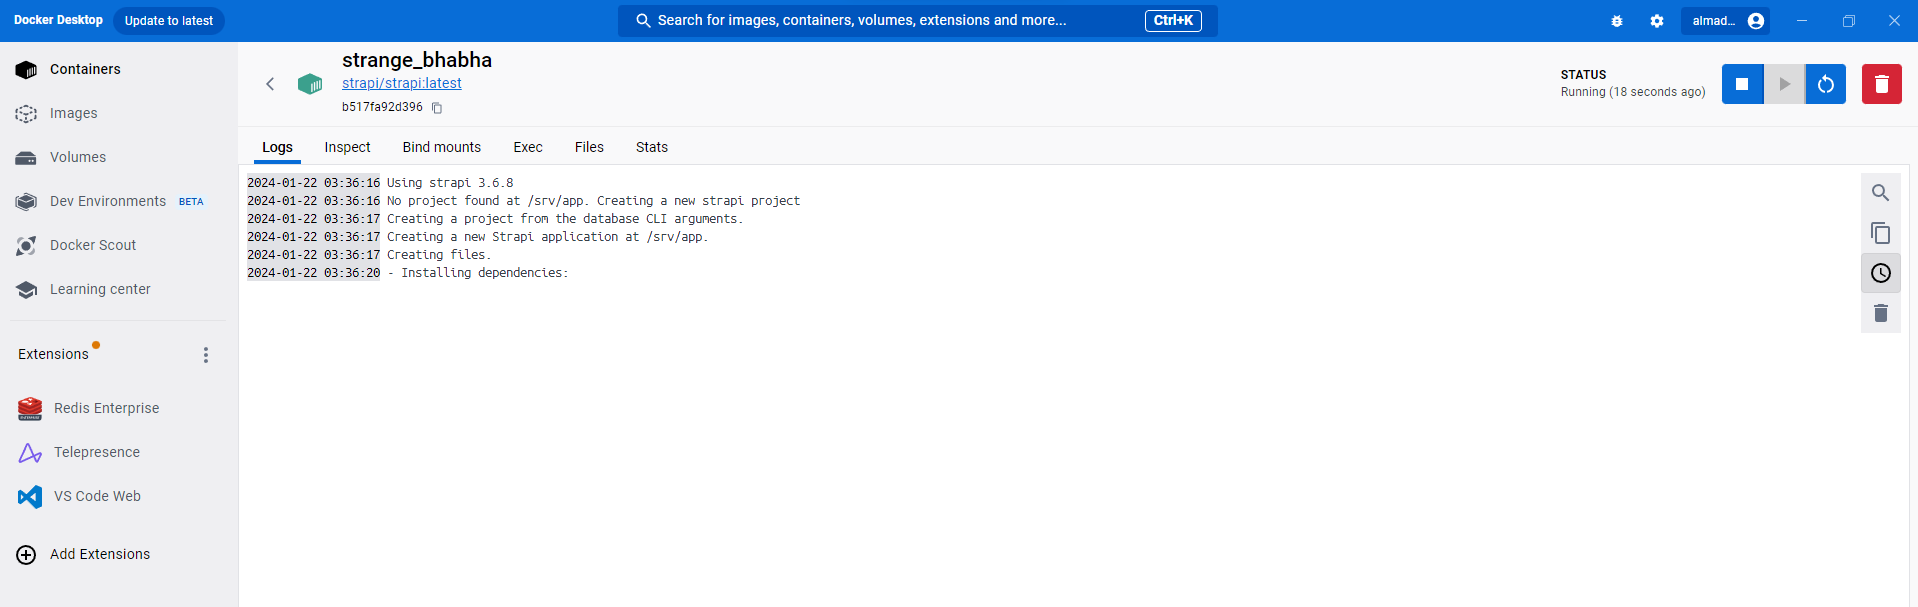 Docker Desktop Update to latest Search for images, containers, volumes, extensions and more... Ctrl+K almad...
Containers
Images
Volumes
Dev Environments BETA
Docker Scout
Learning center
Extensions
Redis Enterprise
Telepresence
VS Code Web
Add Extensions
strange_bhabha
strapi/strapi:latest
b517fa92d396
STATUS
Running (18 seconds ago)
Logs Inspect Bind mounts Exec Files Stats
2024-01-22 03:36:16 Using strapi 3.6.8
2024-01-22 03:36:16 No project found at /srv/app. Creating a new strapi project
2024-01-22 03:36:17 Creating a project from the database CLI arguments.
2024-01-22 03:36:17 Creating a new Strapi application at /srv/app.
2024-01-22 03:36:17 Creating files.
2024-01-22 03:36:20 - Installing dependencies: